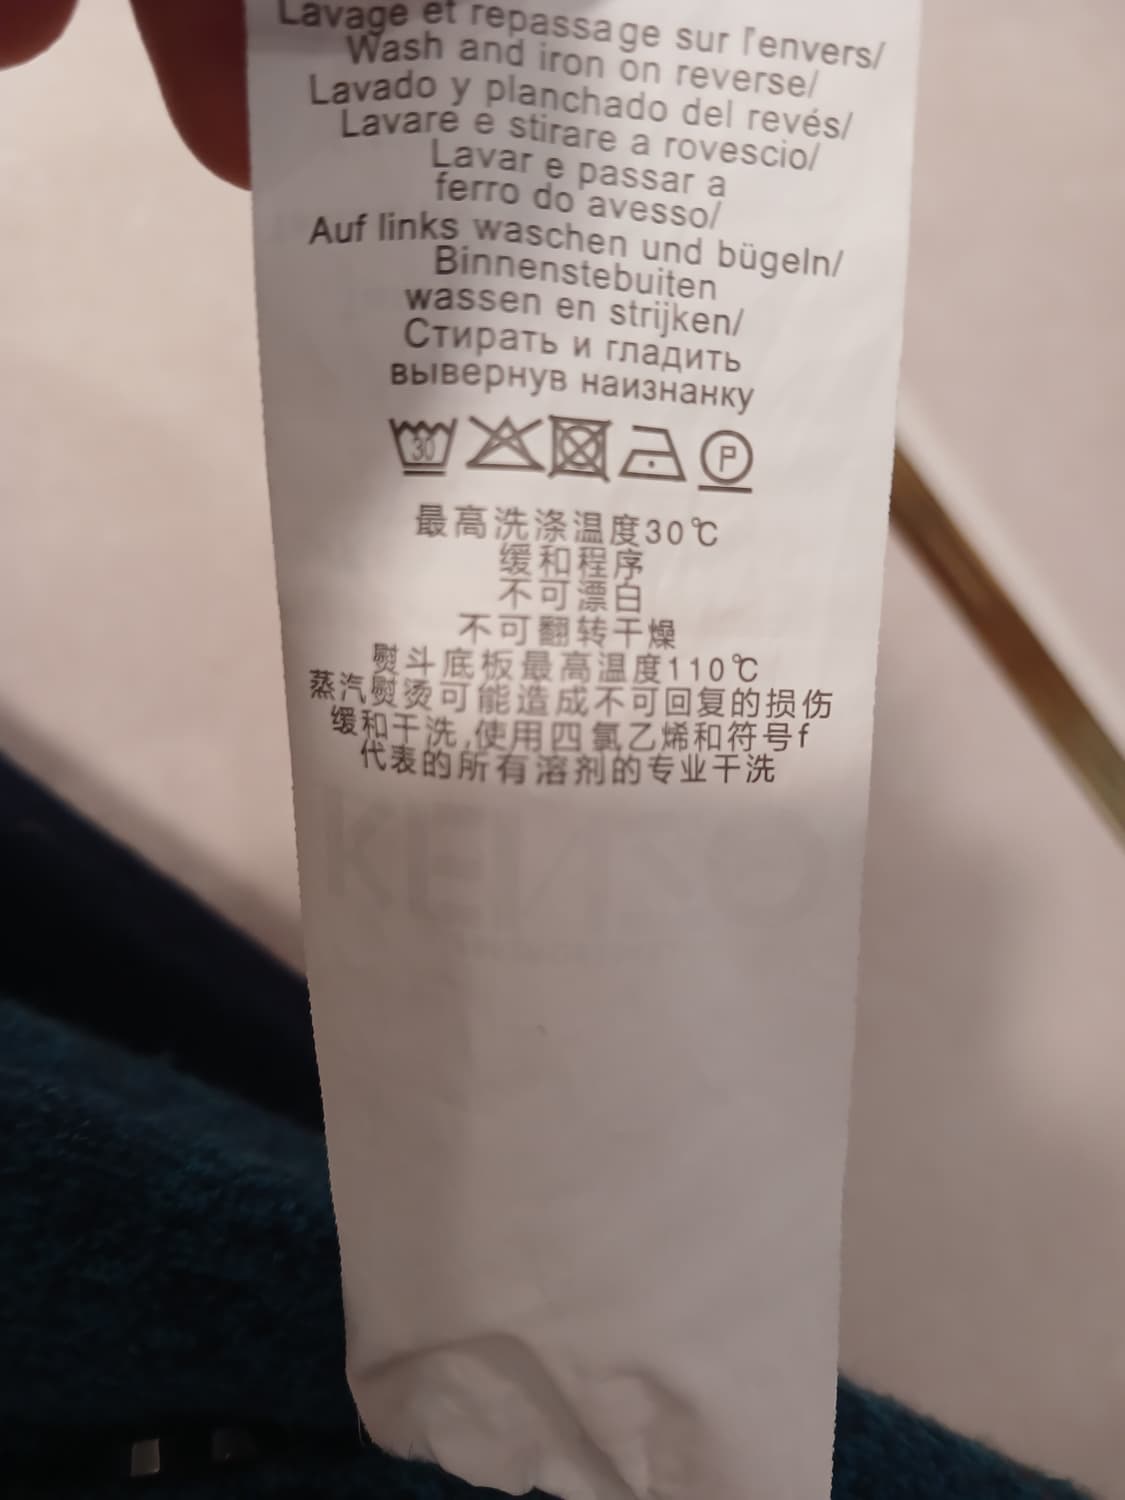 Lavage et repassage sur l'envers/
Wash and iron on reverse/
Lavado y planchado del revés/
Lavare e stirare a rovescio/
Lavar e passar a
ferro do avesso/
Auf links waschen und bügeln/
Binnenstebuiten
wassen en strijken/
Стирать и гладить
вывернув наизнанку
30 P
最高洗涤温度30℃
缓和程序
不可漂白
不可翻转干燥
熨斗底板最高温度110℃
蒸汽熨烫可能造成不可回复的损伤
缓和干洗,使用四氯乙烯和符号f
代表的所有溶剂的专业干洗
KENZO